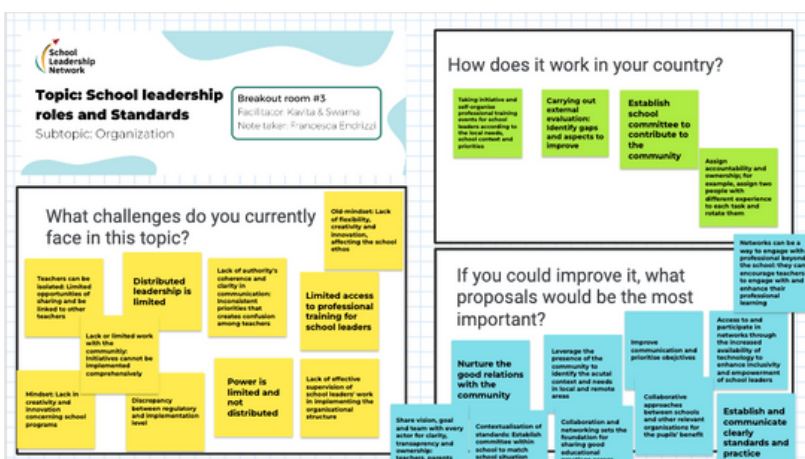 School
Leadership
Network
Topic: School leadership
roles and Standards
Subtopic: Organization
Breakout room #3
Facilitator: Kavita & Swarna
Note taker: Francesca Endrizzi
How does it work in your country?
Taking initiative and
self-organise
professional training
events for school
leaders according to
the local needs,
school context and
priorities
Carrying out
external
evaluation:
Identify gaps
and aspects to
improve
Establish
school
committee to
contribute to
the
community
Assign
accountability and
ownership; for
example, assign two
people with
different experience
to each task and
rotate them
What challenges do you currently
face in this topic?
Old-mindset: Lack
of flexibility,
creativity and
innovation,
affecting the school
ethos
Teachers can be
isolated: Limited
opportunities of
sharing and be
linked to other
teachers
Distributed
leadership is
limited
Lack of authority's
coherence and
clarity in
communication:
Inconsistent
priorities that
creates confusion
among teachers
Limited access
to professional
training for
school leaders
Lack or limited work
with the
community:
Initiatives cannot be
implemented
comprehensively
Mindset: Lack in
creativity and
innovation
concerning school
programs
Discrepancy
between regulatory
and implementation
level
Power is
limited and
not
distributed
Lack of effective
supervision of
school leaders' work
in implementing the
organisational
structure
If you could improve it, what
proposals would be the most
important?
Networks can be a
way to engage with
professional beyond
the school: they can
encourage teachers
to engage with and
enhance their
professional
learning
Nurture the
good relations
with the
community
Leverage the
presence of the
community to
identify the acutal
context and needs
in local and remote
areas
Improve
communication and
prioritise obejctives
Access to and
participate in
networks through
the increased
availability of
technology to
enhance inclusivity
and empowerment
of school leaders
Share vision, goal
and team with every
actor for clarity,
transaprency and
ownership:
teachers, parents
Contextualisation of
standards: Establish
committee within
school to match
school situation
Collaboration and
networking sets the
foundation for
sharing good
educational
Collaborative
approaches
between schools
and other relevant
organisations for
the pupils' benefit
Establish and
communicate
clearly
standards and
practice